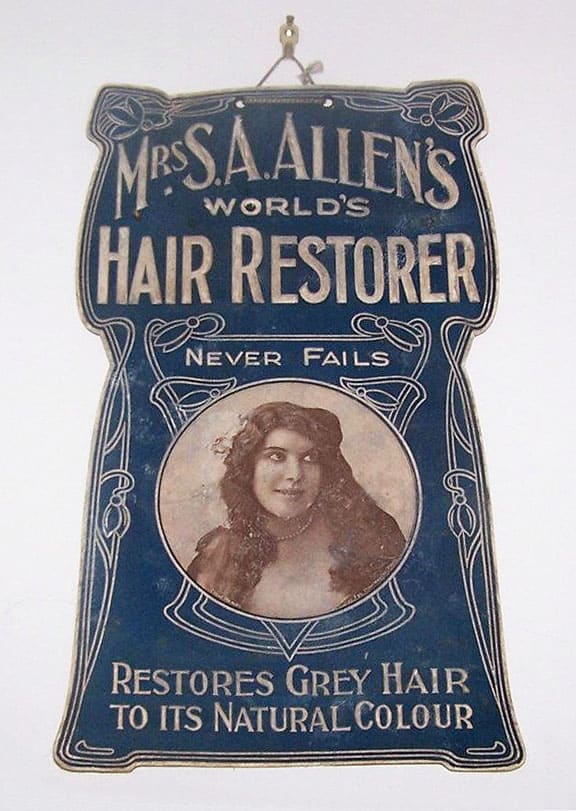 Mrs S. A. Allen's
World's
Hair Restorer
Never Fails
Restores Grey Hair
to its Natural Colour